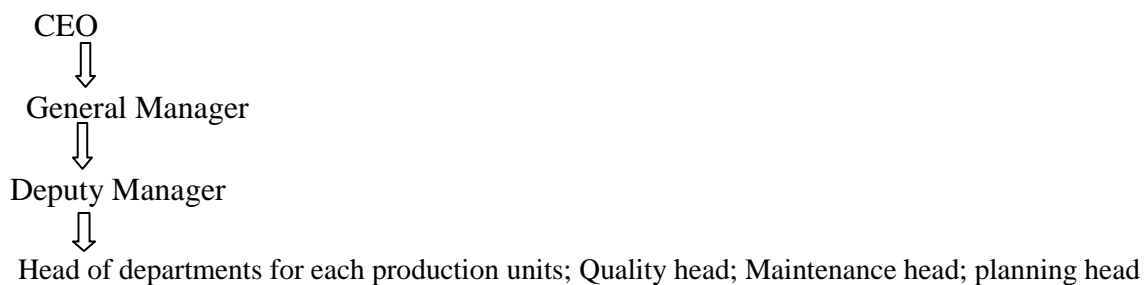 CEO
General Manager
Deputy Manager
Head of departments for each production units; Quality head; Maintenance head; planning head